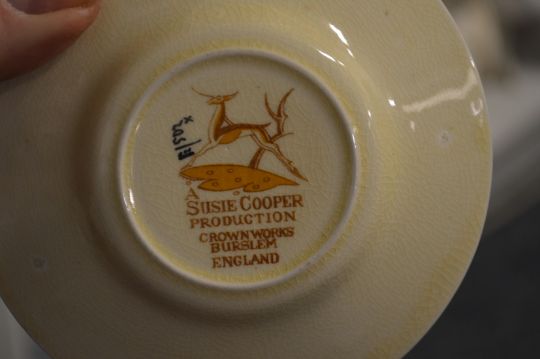 A
SUSIE COOPER
PRODUCTION
CROWN WORKS
BURSLEM
ENGLAND